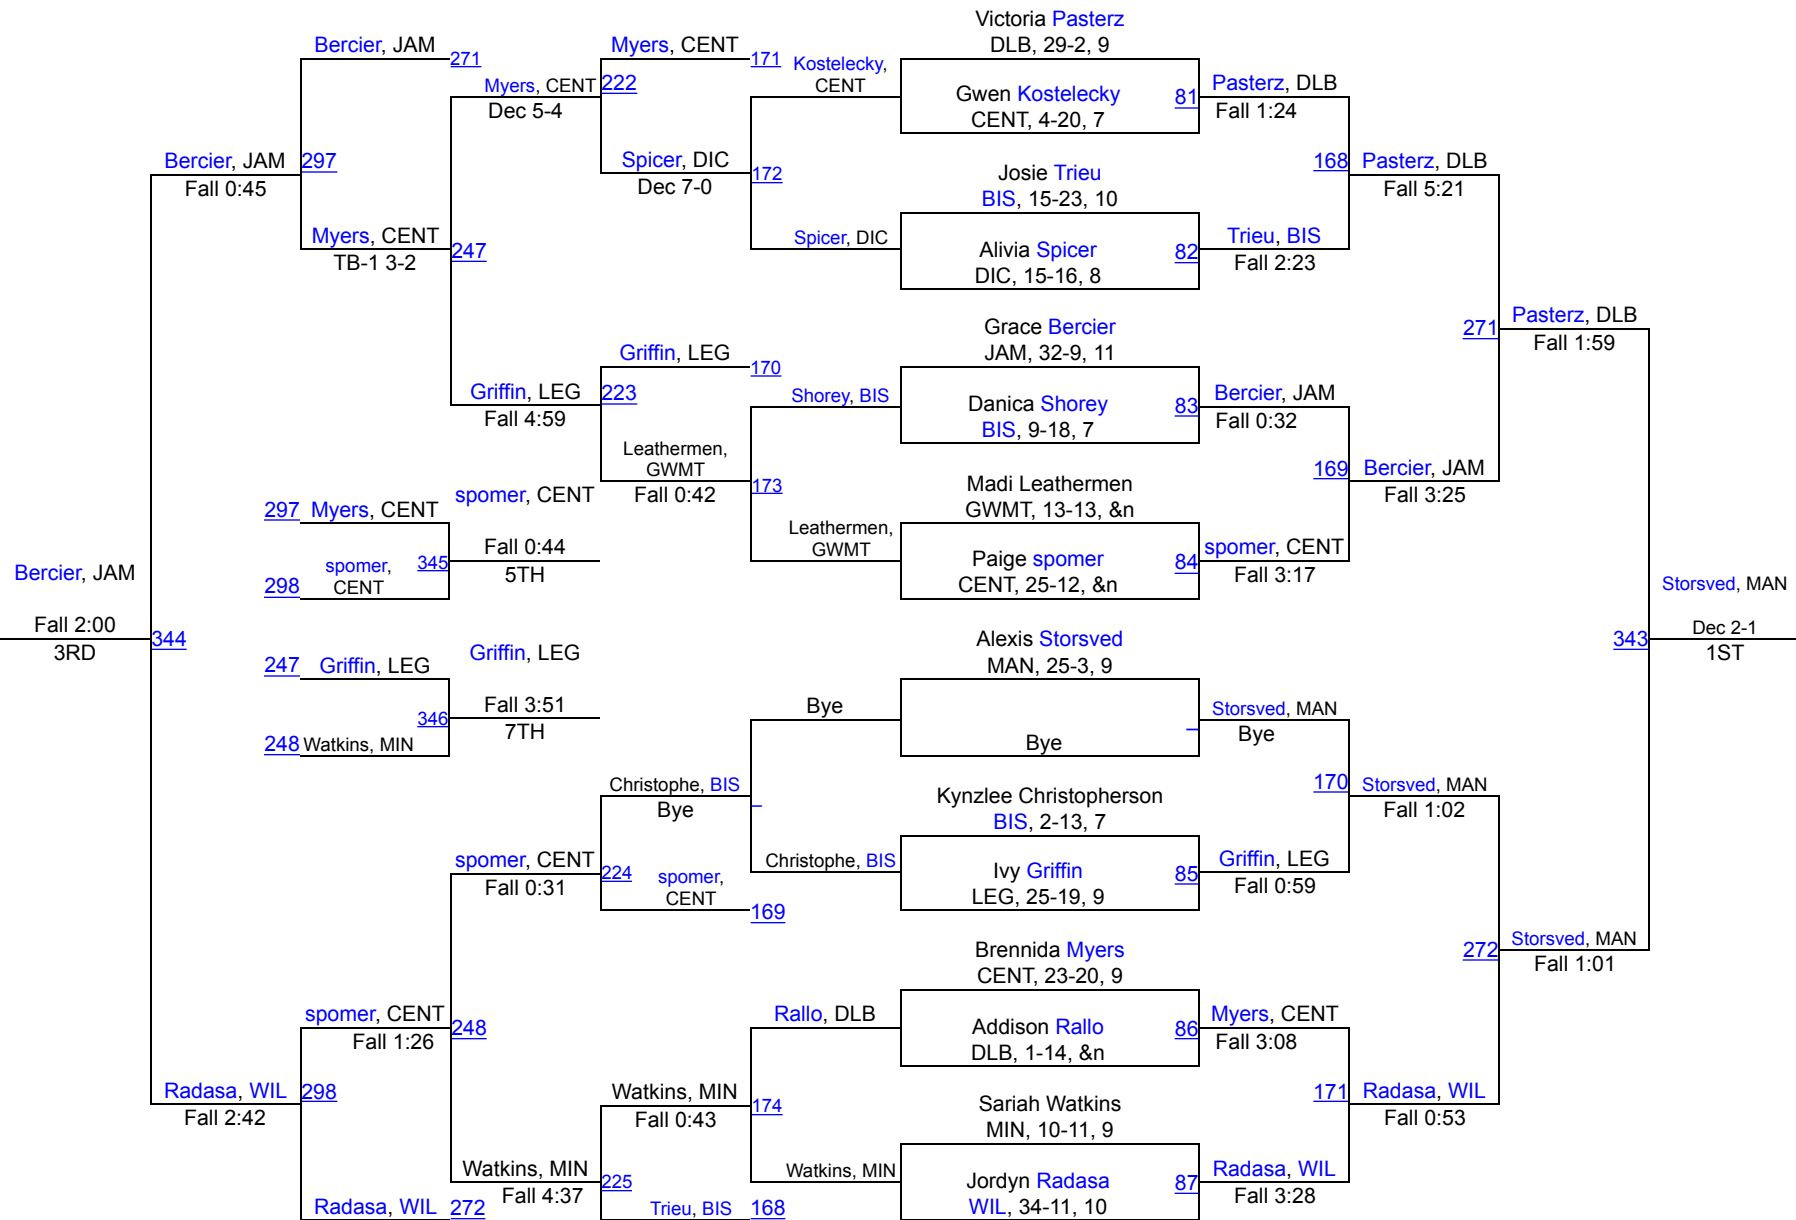 Victoria Pasterz
DLB, 29-2, 9
Bercier, JAM
271
Myers, CENT
171
Kostelecky,
CENT
Myers, CENT
222
Dec 5-4
Gwen Kostelecky
CENT, 4-20, 7
81
Pasterz, DLB
Fall 1:24
Bercier, JAM
297
Fall 0:45
Spicer, DIC
172
Dec 7-0
Josie Trieu
BIS, 15-23, 10
168
Pasterz, DLB
Fall 5:21
Myers, CENT
247
TB-1 3-2
Spicer, DIC
Alivia Spicer
DIC, 15-16, 8
82
Trieu, BIS
Fall 2:23
Grace Bercier
JAM, 32-9, 11
271
Pasterz, DLB
Fall 1:59
Griffin, LEG
170
Griffin, LEG
223
Fall 4:59
Shorey, BIS
Danica Shorey
BIS, 9-18, 7
83
Bercier, JAM
Fall 0:32
Leathermen,
GWMT
173
Fall 0:42
Madi Leathermen
GWMT, 13-13, &n
169
Bercier, JAM
Fall 3:25
297
Myers, CENT
spomer, CENT
Leathermen,
GWMT
298
spomer,
CENT
345
Fall 0:44
5TH
Paige spomer
CENT, 25-12, &n
84
spomer, CENT
Fall 3:17
Bercier, JAM
Fall 2:00
3RD
344
Storsved, MAN
343
Dec 2-1
1ST
Alexis Storsved
MAN, 25-3, 9
247
Griffin, LEG
Griffin, LEG
346
Fall 3:51
7TH
248
Watkins, MIN
Bye
Bye
_
Storsved, MAN
Bye
Christophe, BIS
Bye
_
Kynzlee Christopherson
BIS, 2-13, 7
170
Storsved, MAN
Fall 1:02
spomer, CENT
224
Fall 0:31
spomer,
CENT
169
Christophe, BIS
Ivy Griffin
LEG, 25-19, 9
85
Griffin, LEG
Fall 0:59
Brennida Myers
CENT, 23-20, 9
272
Storsved, MAN
Fall 1:01
spomer, CENT
248
Fall 1:26
Rallo, DLB
Addison Rallo
DLB, 1-14, &n
86
Myers, CENT
Fall 3:08
Radasa, WIL
298
Fall 2:42
Watkins, MIN
174
Fall 0:43
Sariah Watkins
MIN, 10-11, 9
171
Radasa, WIL
Fall 0:53
Watkins, MIN
225
Fall 4:37
Watkins, MIN
Jordyn Radasa
WIL, 34-11, 10
87
Radasa, WIL
Fall 3:28
Radasa, WIL
272
Trieu, BIS
168